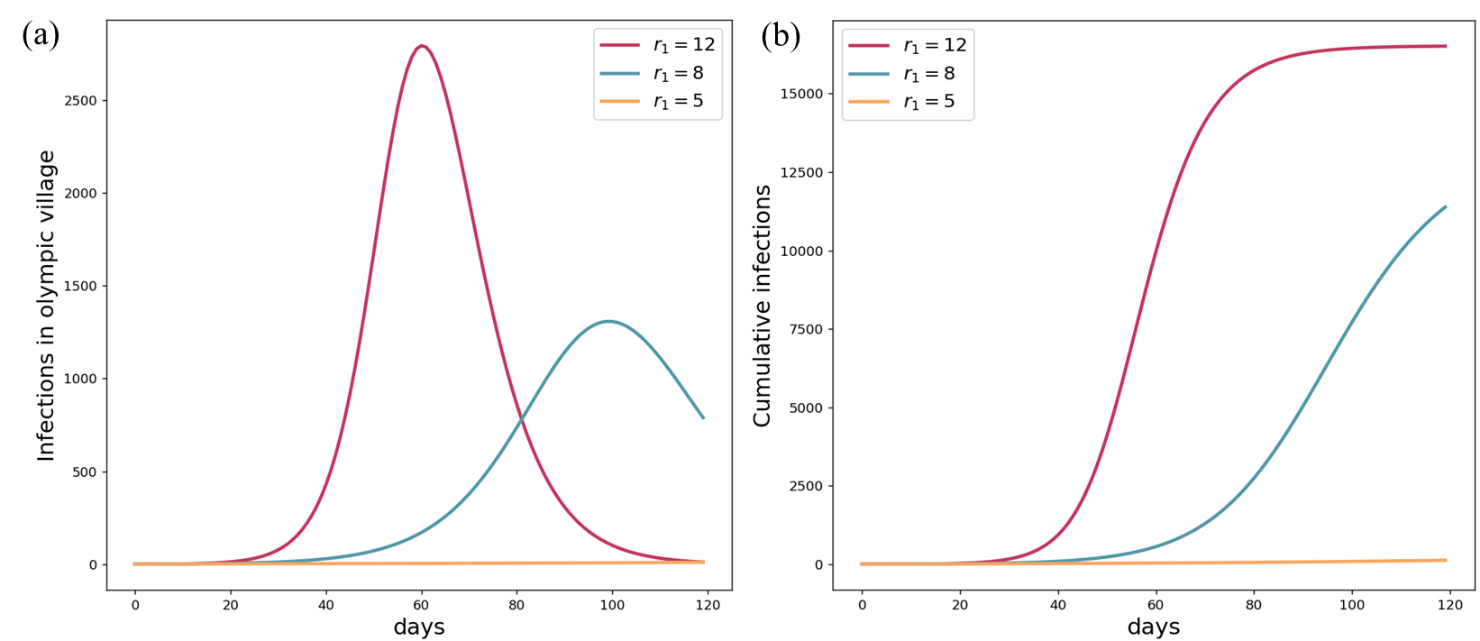 (a)
Infections in olympic village
2500
2000
1500
1000
500
0
0 20 40 60 80 100 120
days
r₁ = 12
r₁ = 8
r₁ = 5
(b)
Cumulative infections
15000
12500
10000
7500
5000
2500
0
0 20 40 60 80 100 120
days
r₁ = 12
r₁ = 8
r₁ = 5